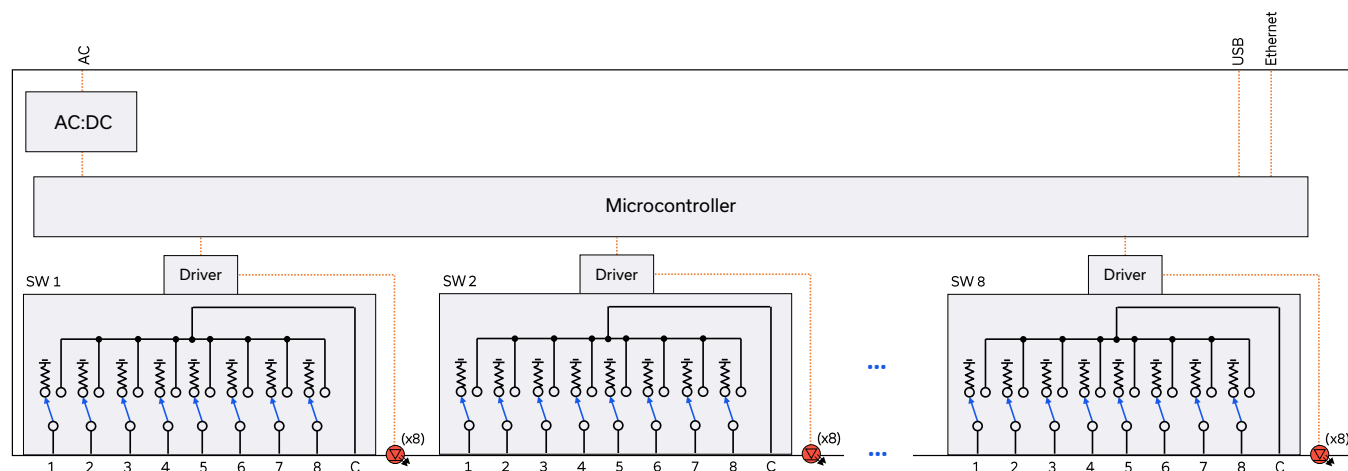 AC
USB
Ethernet
AC:DC
Microcontroller
Driver
Driver
Driver
SW 1
SW 2
SW 8
(x8)
(x8)
(x8)
1 2 3 4 5 6 7 8 C
1 2 3 4 5 6 7 8 C
1 2 3 4 5 6 7 8 C